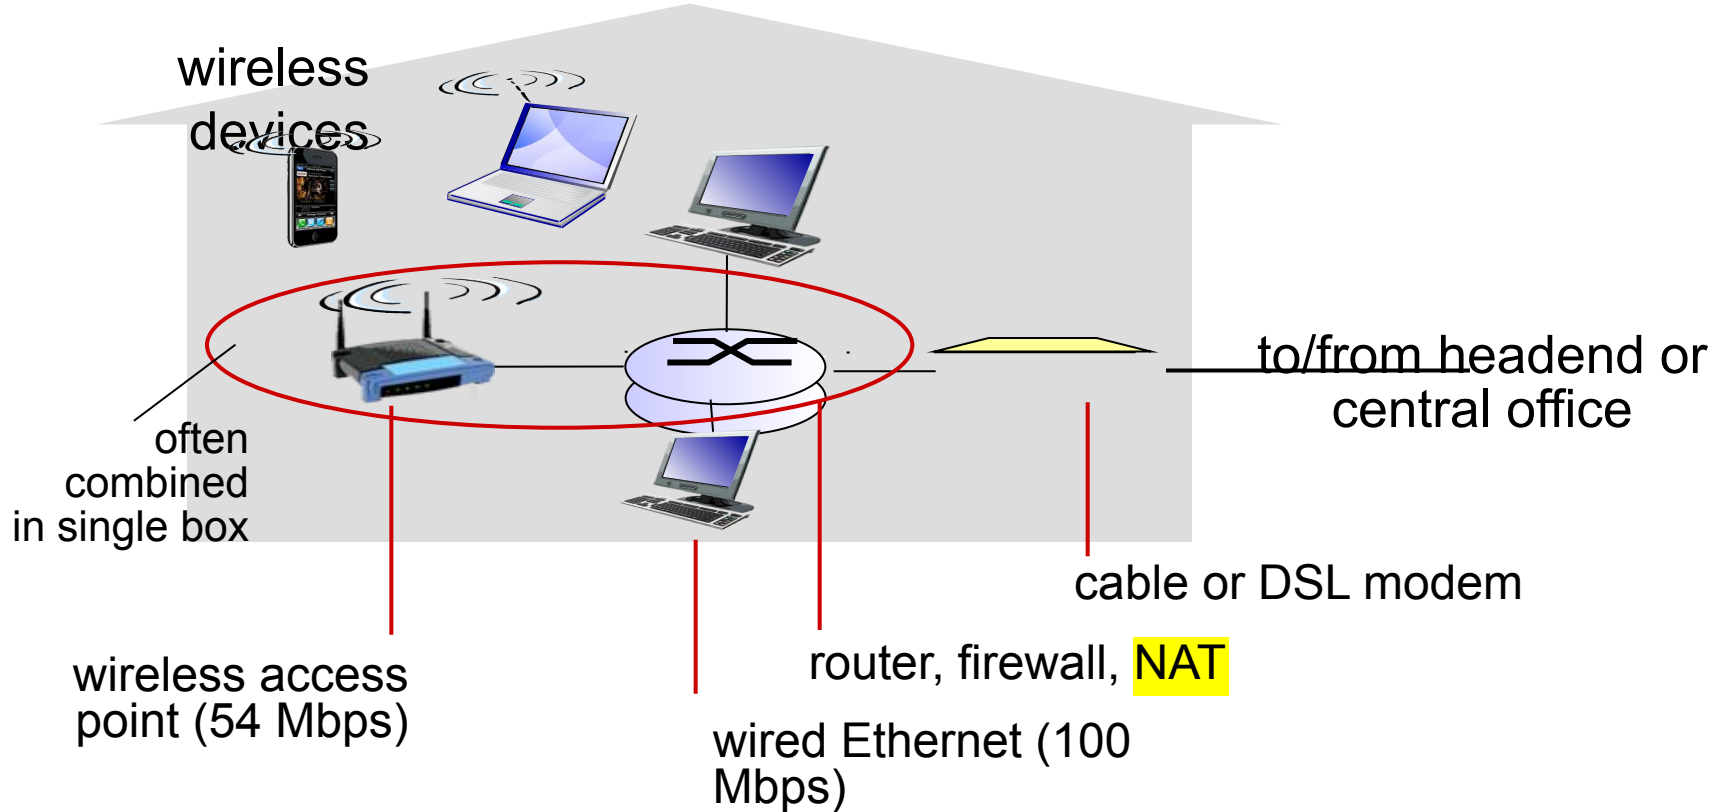 wireless
devices
to/from headend or
central office
often
combined
in single box
cable or DSL modem
router, firewall, NAT
wireless access
point (54 Mbps)
wired Ethernet (100
Mbps)